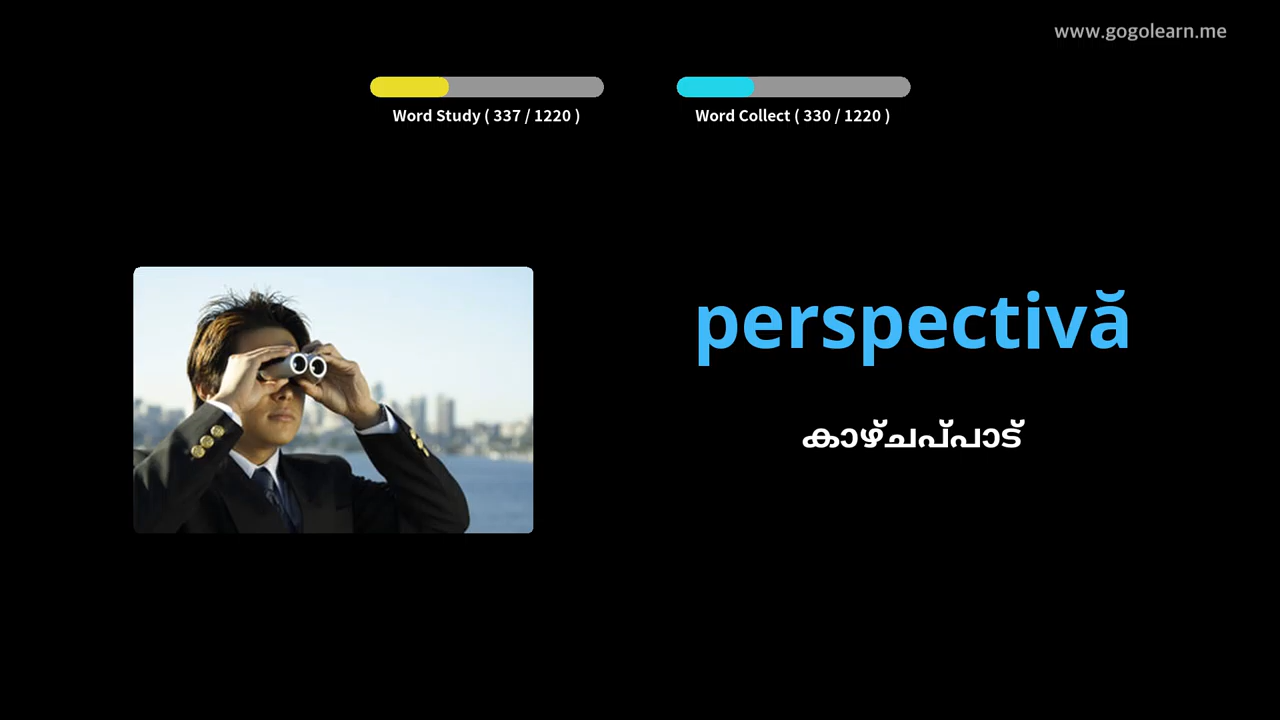 www.gogolearn.me
Word Study ( 337 / 1220 )
Word Collect ( 330 / 1220 )
perspectivă
കാഴ്ചപ്പാട്